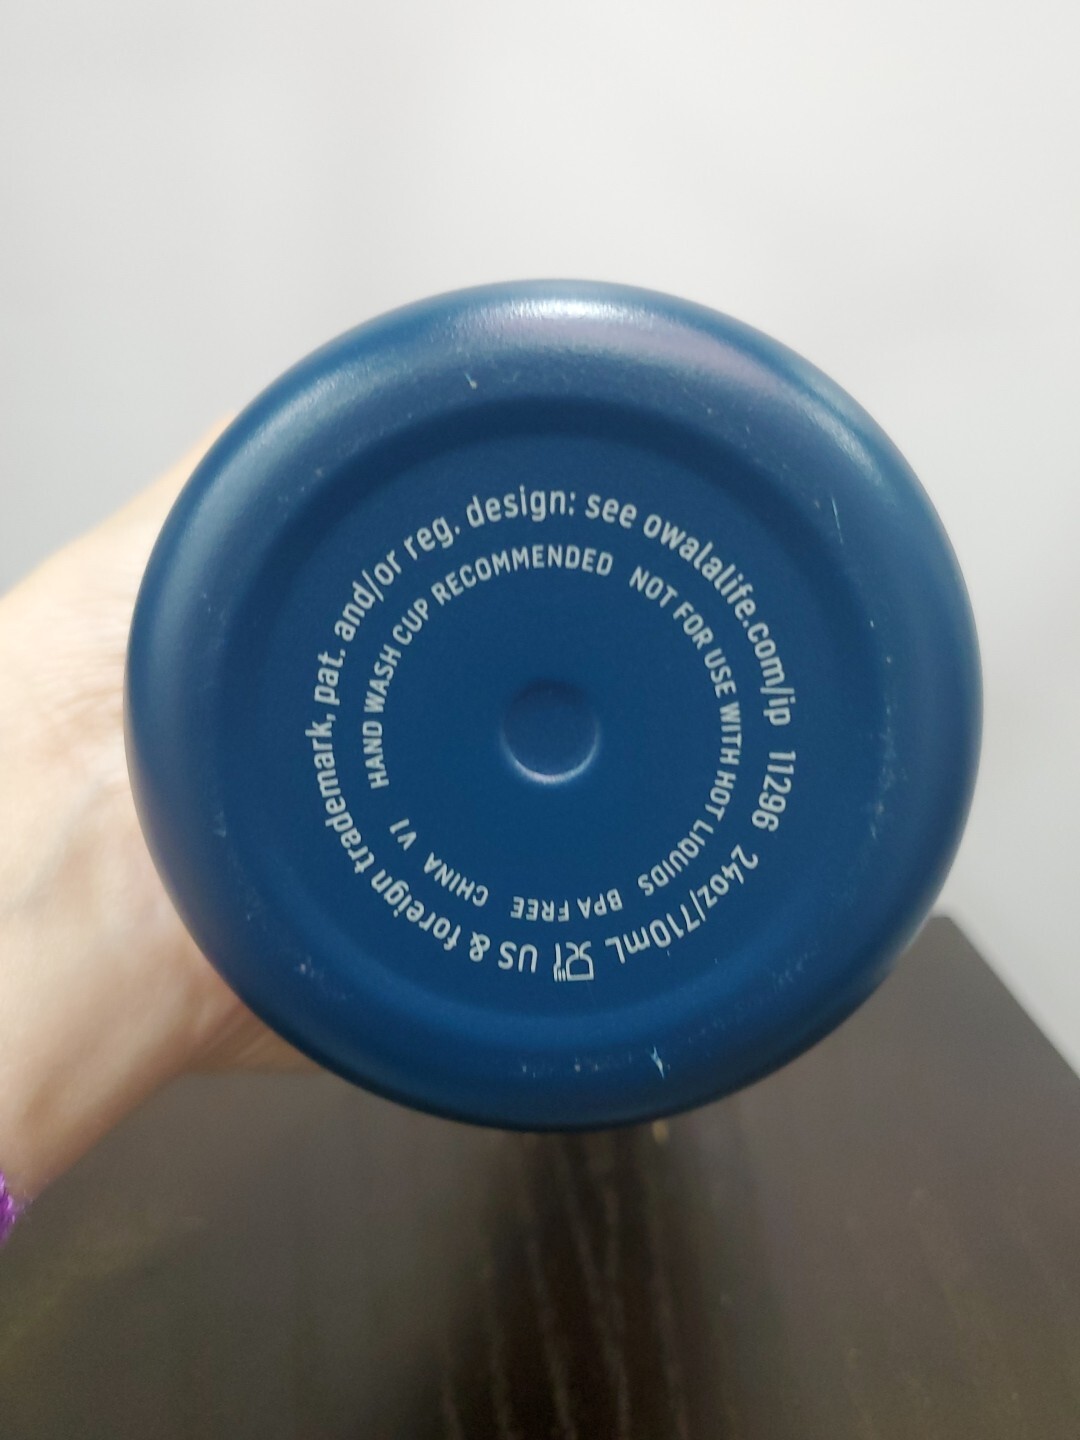 US & foreign trademark, pat. and/or reg. design: see owalalife.com/ip 11296 24oz/710mL
HAND WASH CUP RECOMMENDED NOT FOR USE WITH HOT LIQUIDS BPA FREE CHINA V1